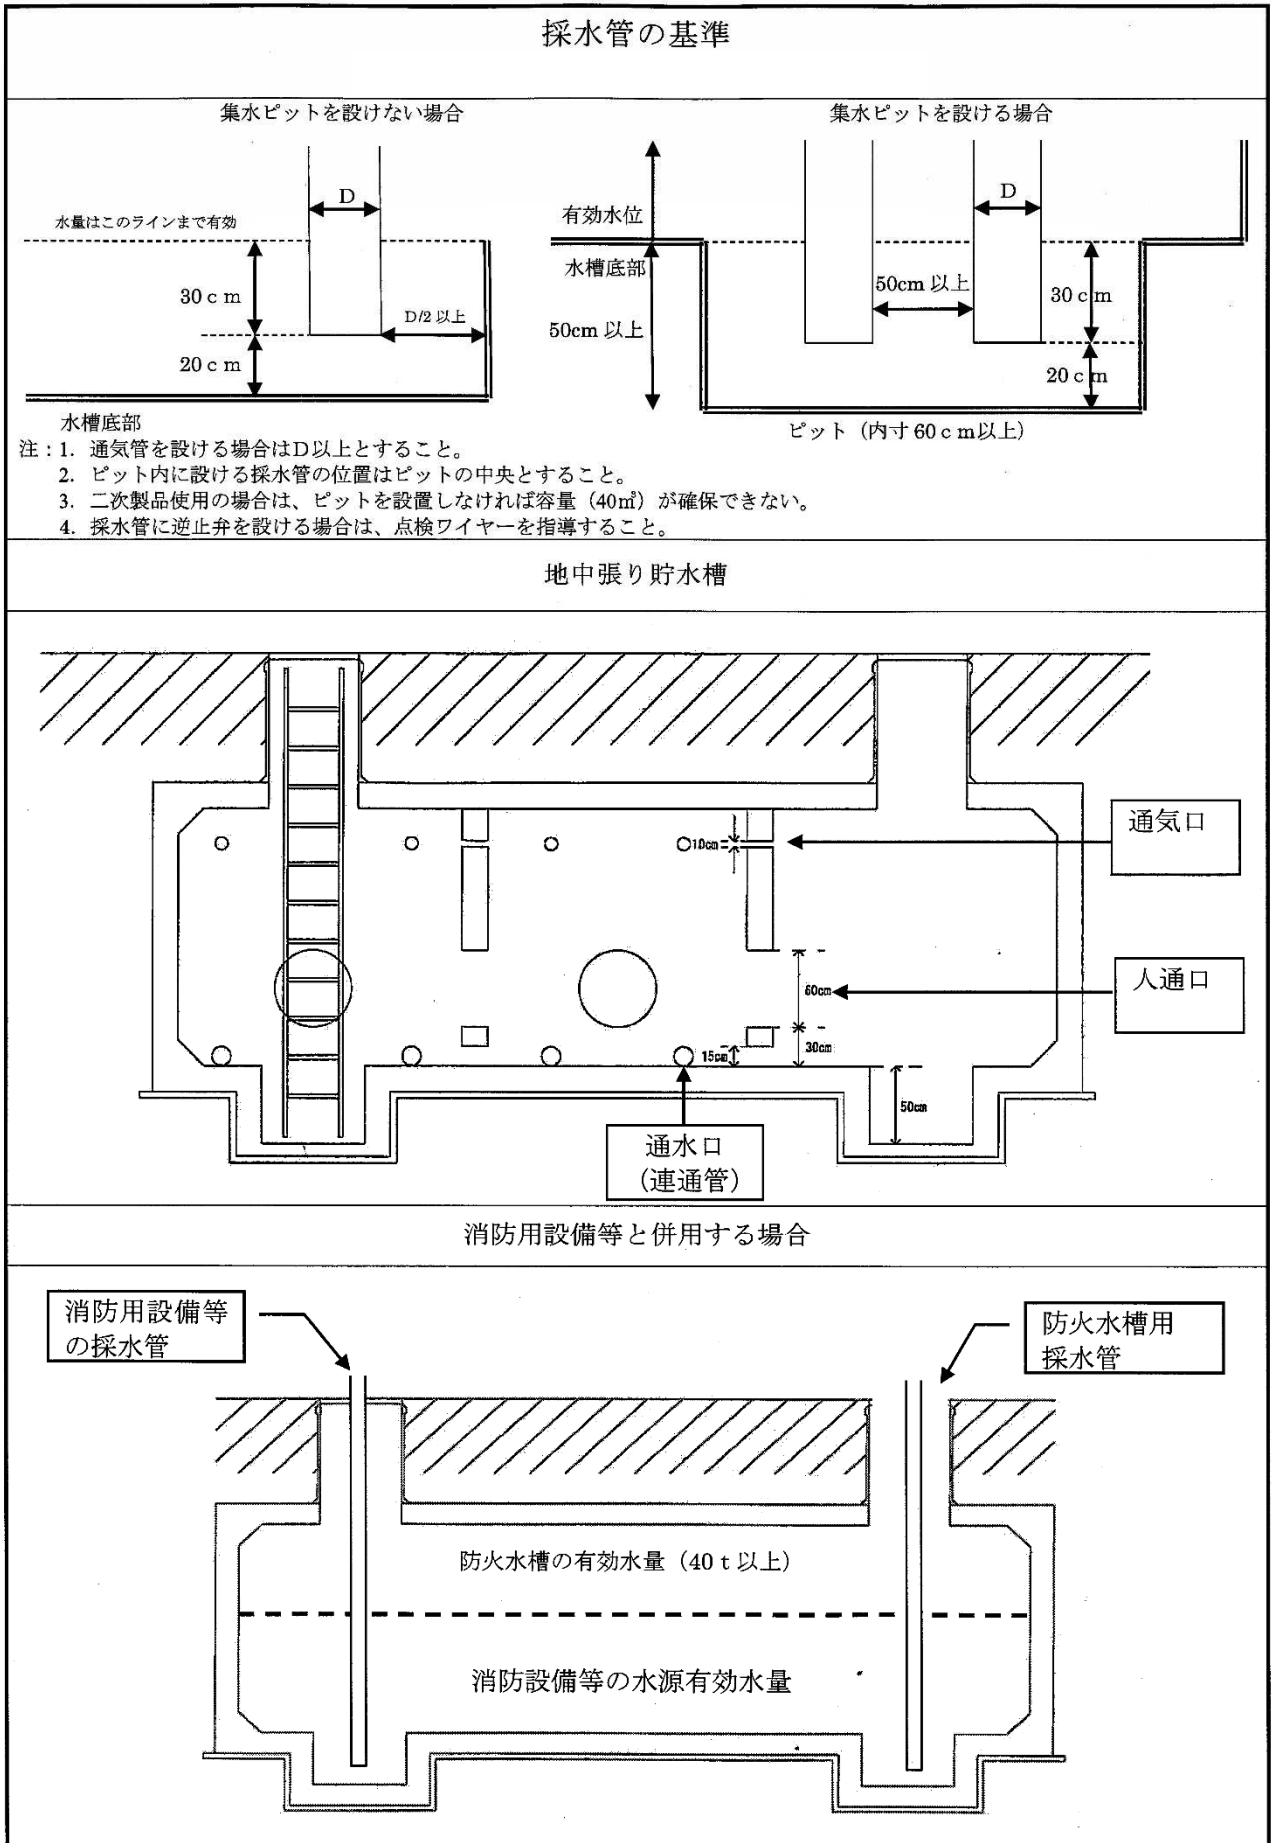 採水管の基準
集水ピットを設けない場合
集水ピットを設ける場合
D
水量はこのラインまで有効
30cm
D/2以上
20cm
水槽底部
有効水位
D
水槽底部
50cm以上
50cm以上
30cm
20cm
ピット（内寸60cm以上）
注：1. 通気管を設ける場合はD以上とすること。
2. ピット内に設ける採水管の位置はピットの中央とすること。
3. 二次製品使用の場合は、ピットを設置しなければ容量（40㎥）が確保できない。
4. 採水管に逆止弁を設ける場合は、点検ワイヤーを指導すること。
地中張り貯水槽
10cm
通気口
60cm
人通口
15cm
30cm
50cm
通水口
（連通管）
消防用設備等と併用する場合
消防用設備等
の採水管
防火水槽用
採水管
防火水槽の有効水量（40ｔ以上）
消防設備等の水源有効水量